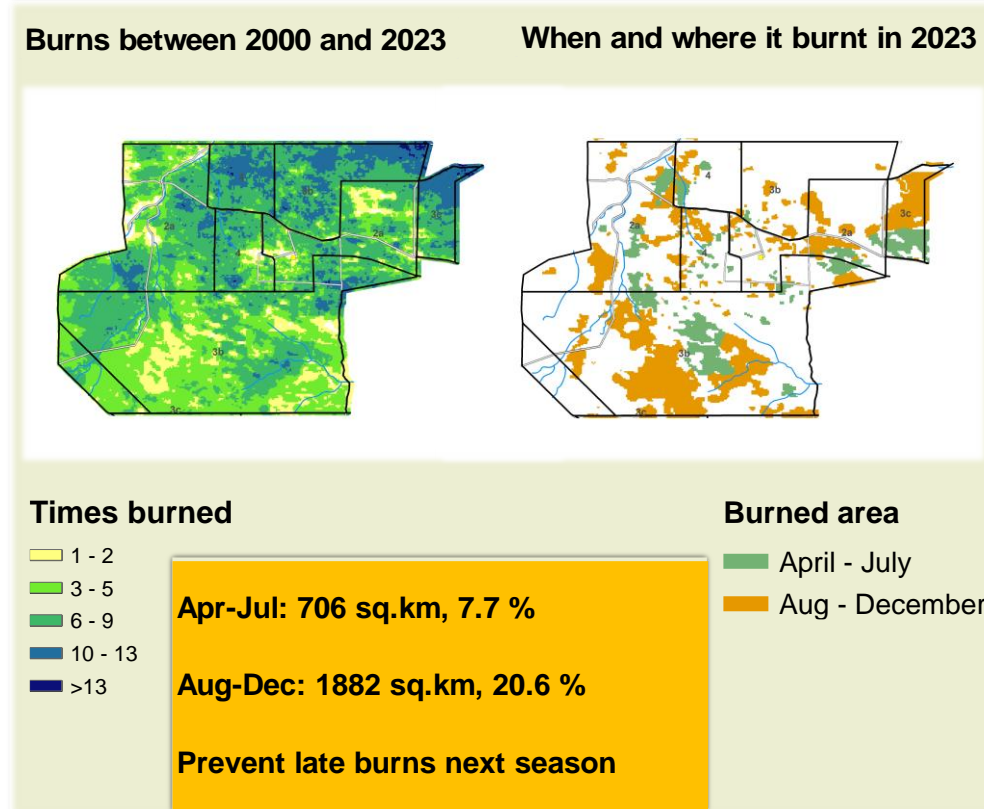 Burns between 2000 and 2023
When and where it burnt in 2023
4
3b
3c
2a
2a
3b
3c
4
3b
3c
2a
2a
4
3b
3c
Times burned
1 - 2
3 - 5
6 - 9
10 - 13
>13
Apr-Jul: 706 sq.km, 7.7 %
Aug-Dec: 1882 sq.km, 20.6 %
Prevent late burns next season
Burned area
April - July
Aug - December